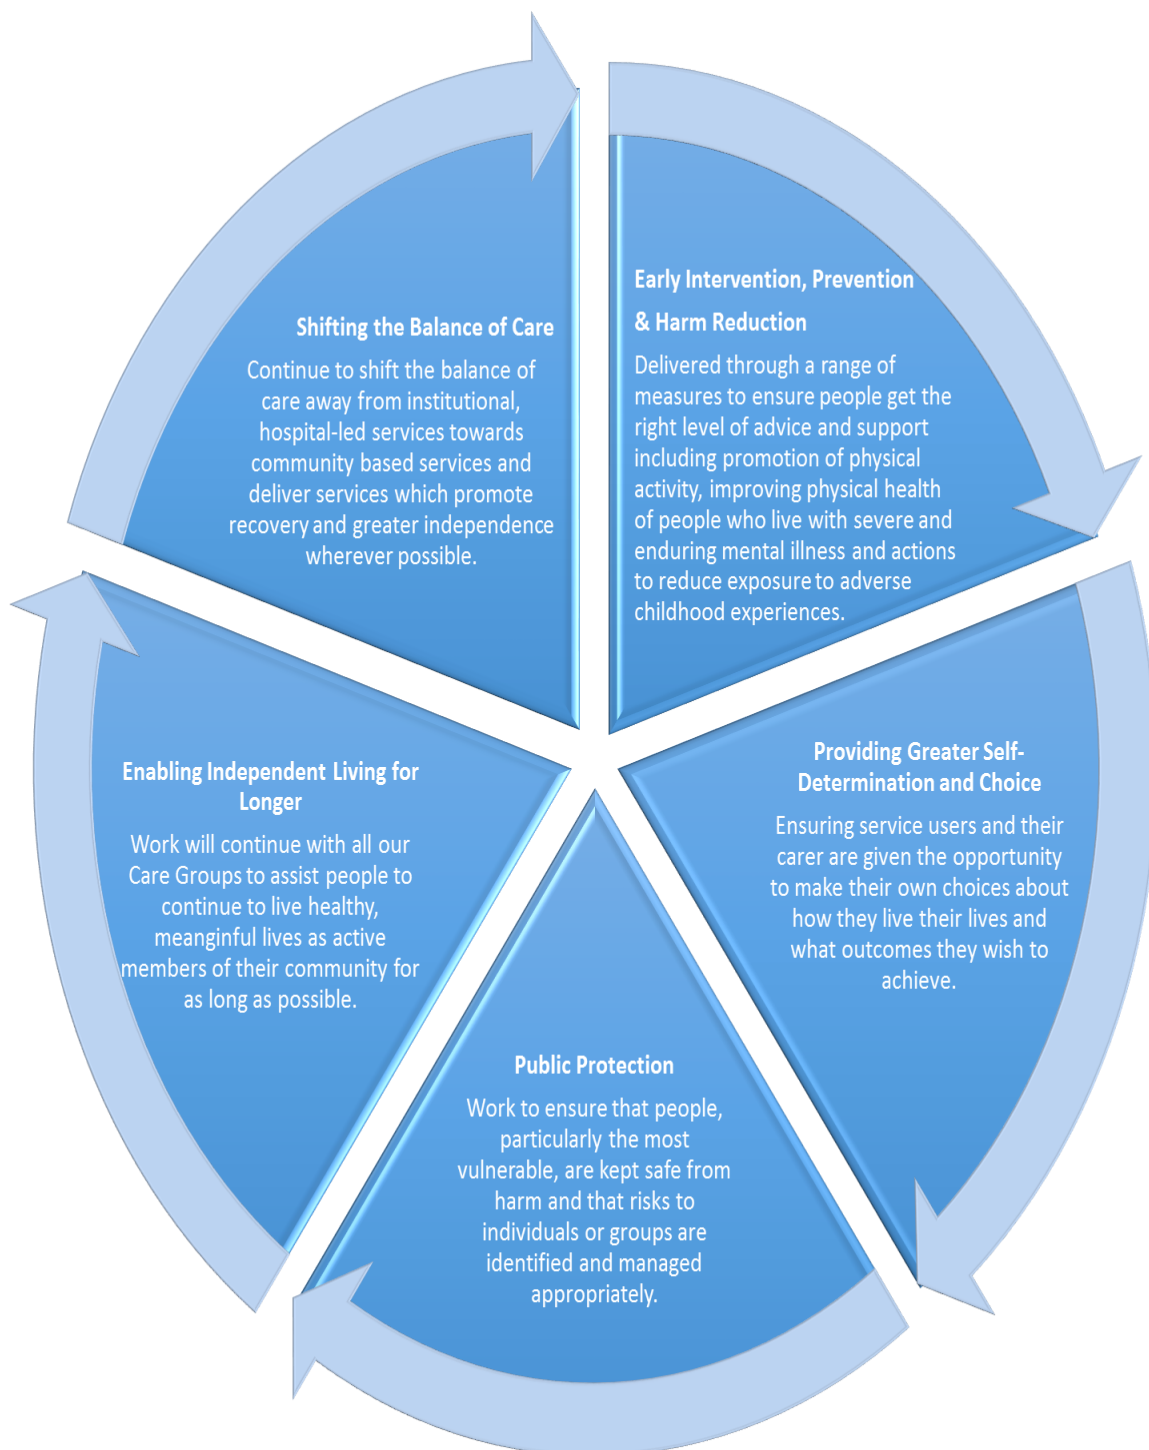 Early Intervention, Prevention
& Harm Reduction
Delivered through a range of
measures to ensure people get the
right level of advice and support
including promotion of physical
activity, improving physical health
of people who live with severe and
enduring mental illness and actions
to reduce exposure to adverse
childhood experiences.
Providing Greater Self-
Determination and Choice
Ensuring service users and their
carer are given the opportunity
to make their own choices about
how they live their lives and
what outcomes they wish to
achieve.
Public Protection
Work to ensure that people,
particularly the most
vulnerable, are kept safe from
harm and that risks to
individuals or groups are
identified and managed
appropriately.
Enabling Independent Living for
Longer
Work will continue with all our
Care Groups to assist people to
continue to live healthy,
meanginful lives as active
members of their community for
as long as possible.
Shifting the Balance of Care
Continue to shift the balance of
care away from institutional,
hospital-led services towards
community based services and
deliver services which promote
recovery and greater independence
wherever possible.